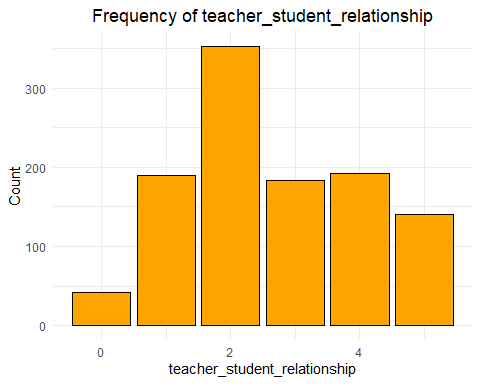 Frequency of teacher_student_relationship
Count
300
200
100
0
0 2 4
teacher_student_relationship